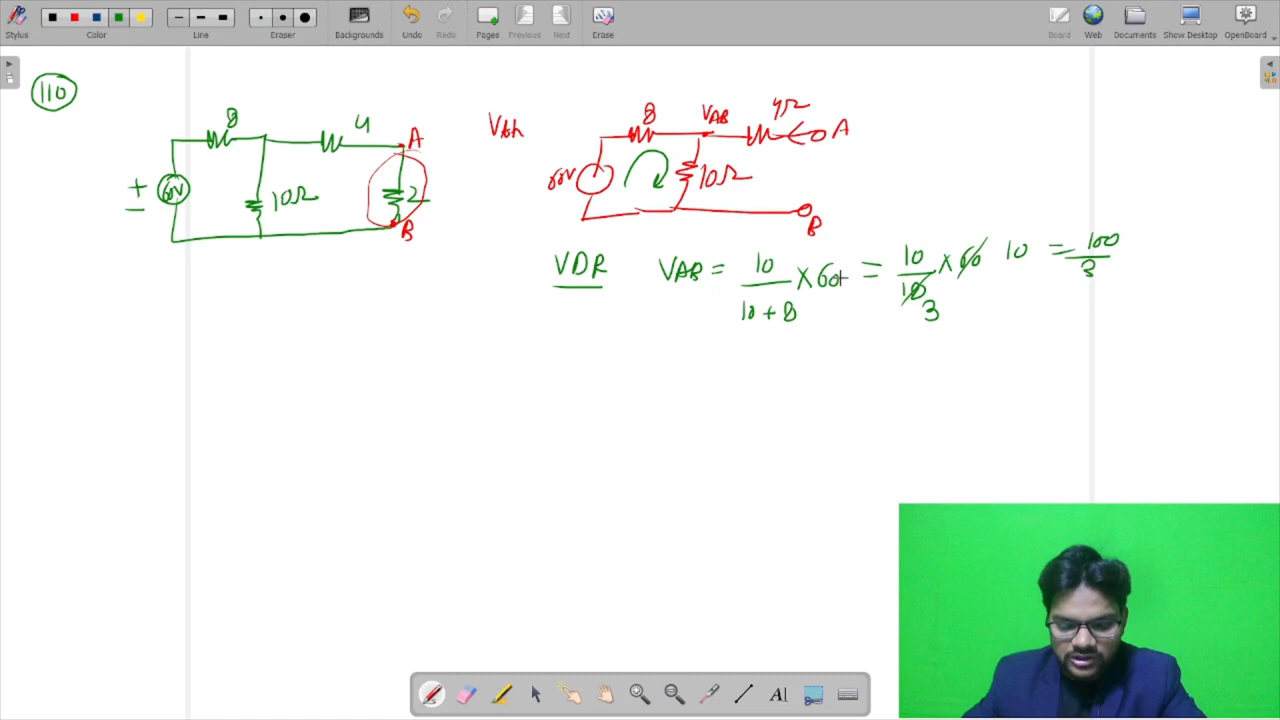 Stylus
Color
Line
Eraser
Backgrounds
Undo
Redo
Pages
Previous
Next
Erase
Board
Web
Documents
Show Desktop
OpenBoard
110
8
4
A
+
60V
10Ω
2
B
Vth
8
VAB
4Ω
A
60V
10Ω
B
VDR
VAB = 10/10+8 × 60 = 10/18 × 60 10 = 100/3
3